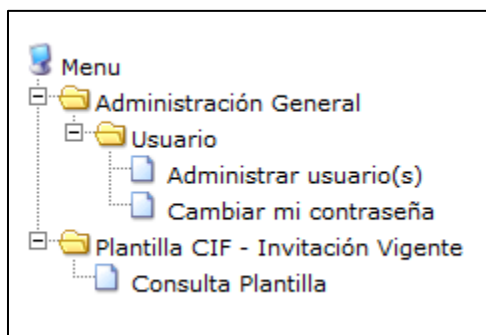 Menu
Administración General
Usuario
Administrar usuario(s)
Cambiar mi contraseña
Plantilla CIF - Invitación Vigente
Consulta Plantilla